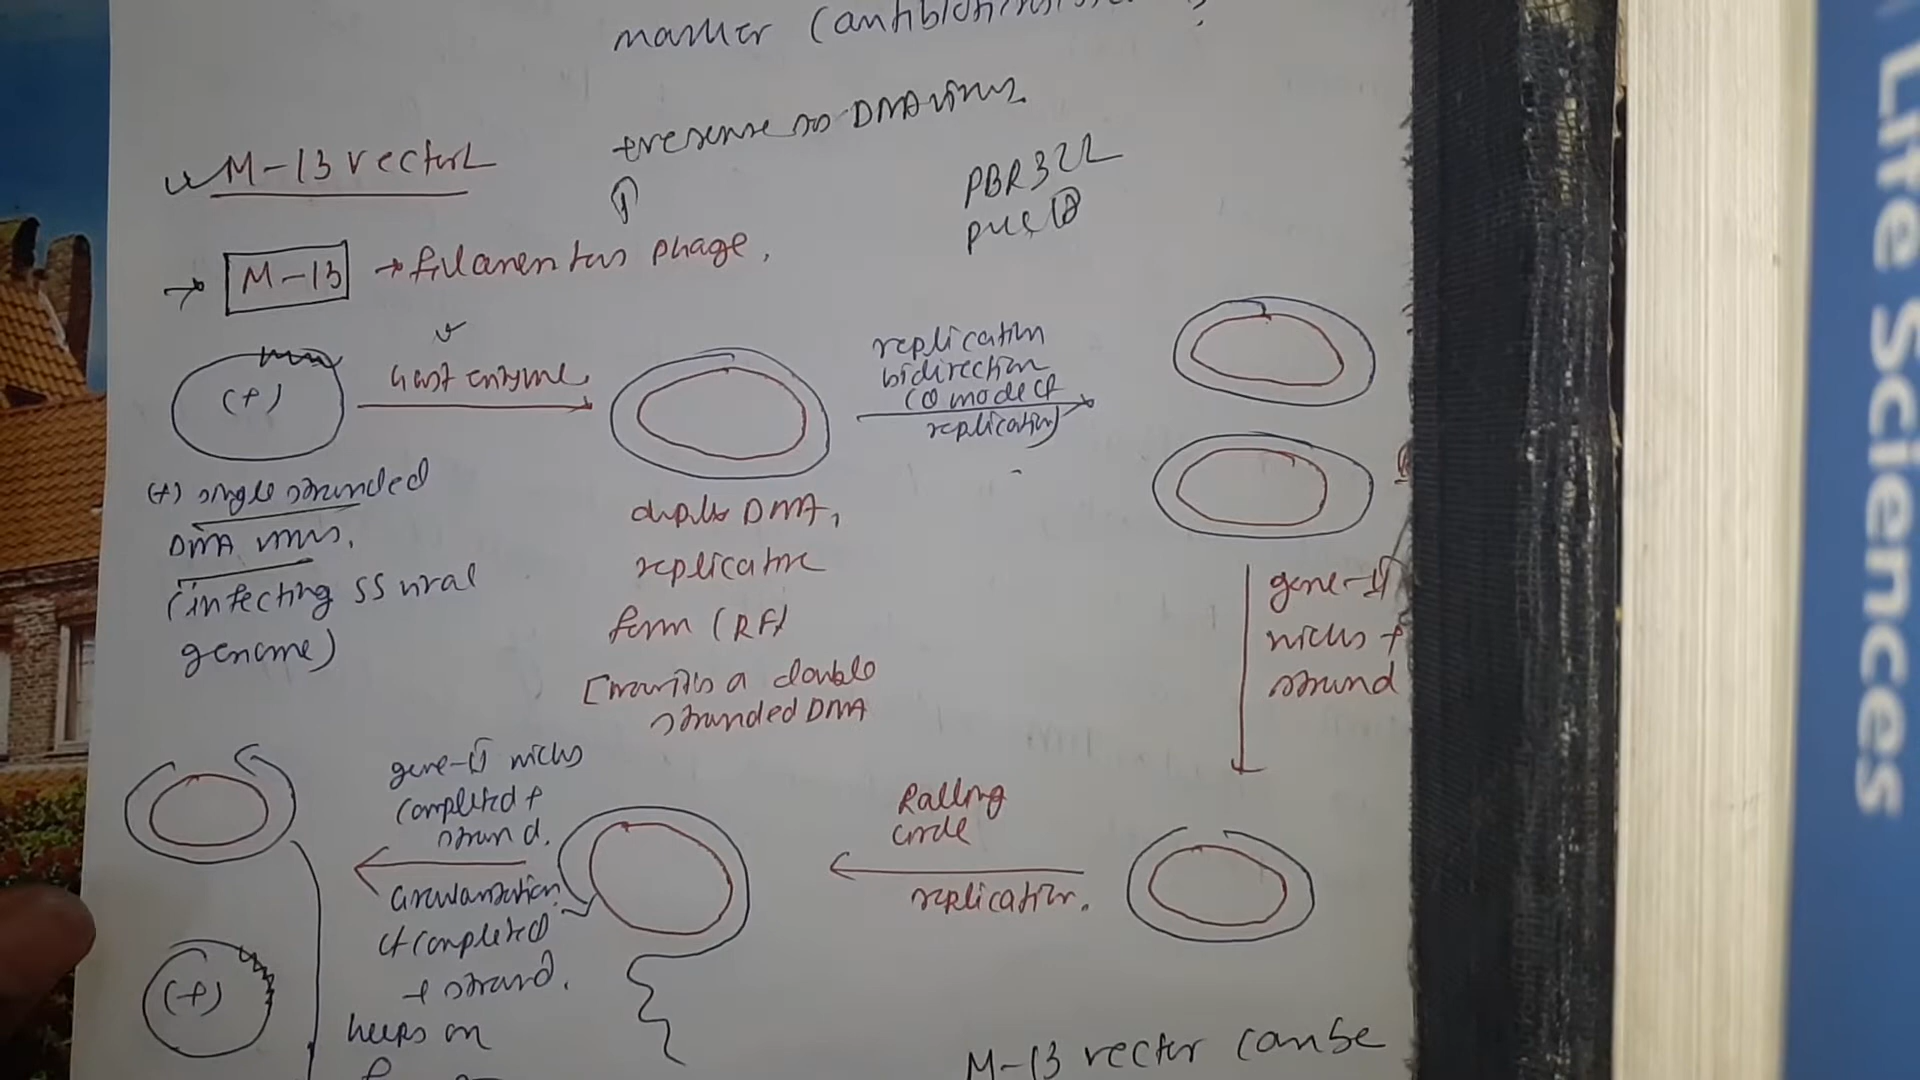 marker (antibiotic
+ve sense ss DNA virus
M-13 vector
PBR322
pUC18
→ M-13 → filamentous phage,
(+)
host enzyme
replication
bidirection
(θ mode of
replication)
(+) single stranded
DNA virus.
(infecting SS viral
genome)
duplex DNA,
replicative
form (RF)
[       a double
stranded DNA
gene-II
nicks +
strand
Rolling
circle
replication.
gene-II nicks
completed +
strand.
circularisation
of completed
+ strand.
(+)
keeps on
M-13 vector can be
Life Sciences